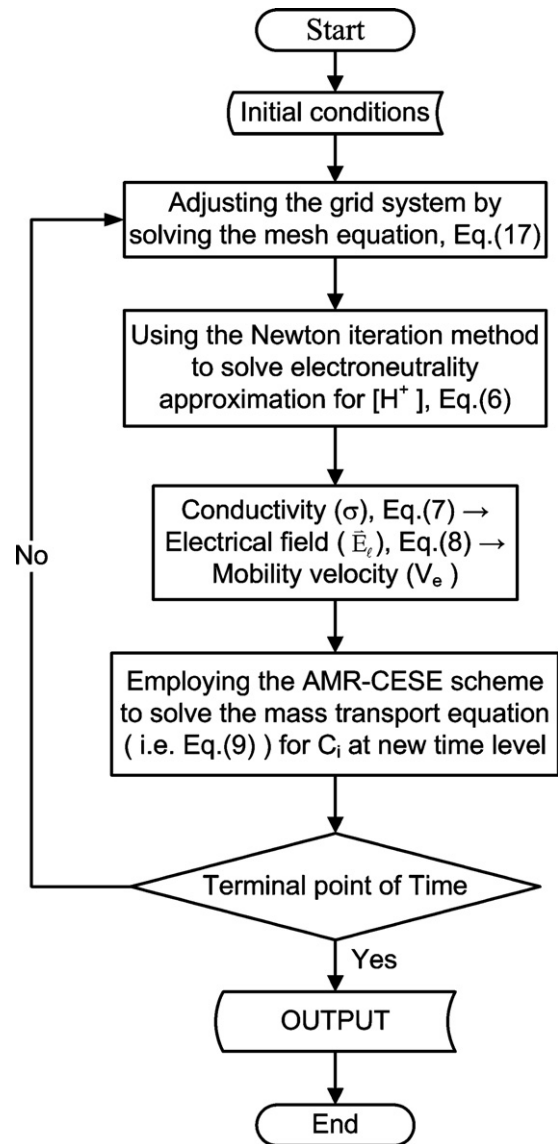 Start
Initial conditions
Adjusting the grid system by
solving the mesh equation, Eq.(17)
Using the Newton iteration method
to solve electroneutrality
approximation for [H⁺ ], Eq.(6)
Conductivity (σ), Eq.(7) →
Electrical field ( E⃗ℓ), Eq.(8) →
Mobility velocity (Vₑ )
No
Employing the AMR-CESE scheme
to solve the mass transport equation
( i.e. Eq.(9) ) for Cᵢ at new time level
Terminal point of Time
Yes
OUTPUT
End